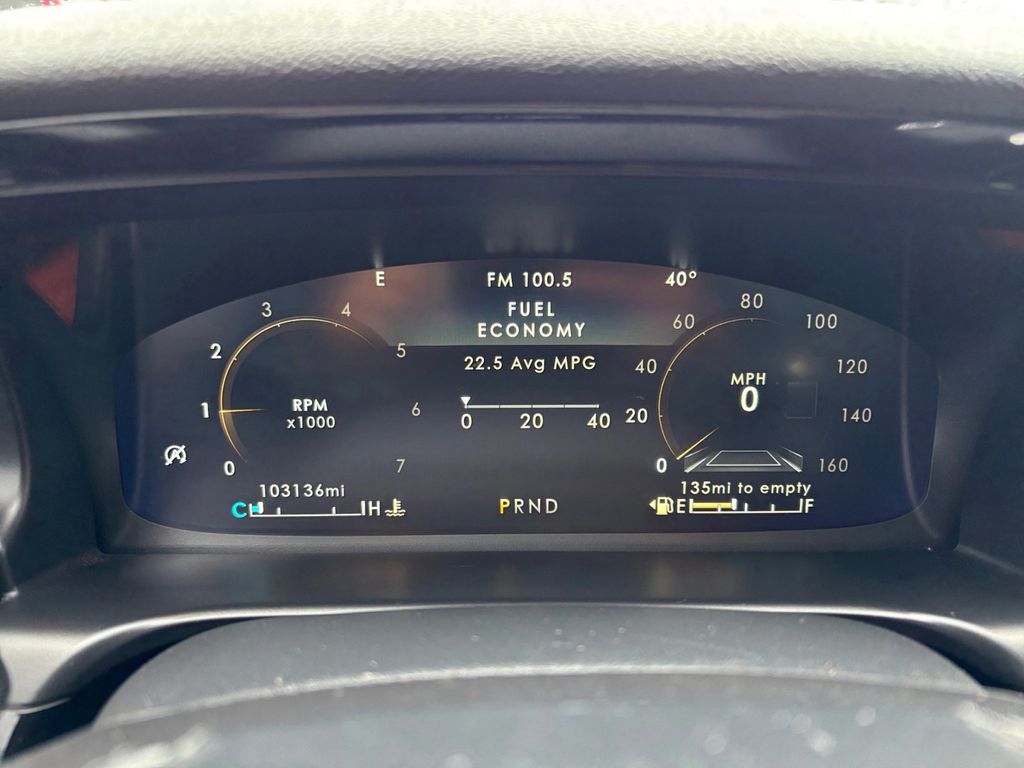 E FM 100.5 40°
FUEL
ECONOMY
22.5 Avg MPG
0 20 40
0 1 2 3 4 5 6 7
RPM
x1000
0 20 40 60 80 100 120 140 160
MPH
0
103136mi
C H
PRND
135mi to empty
E F